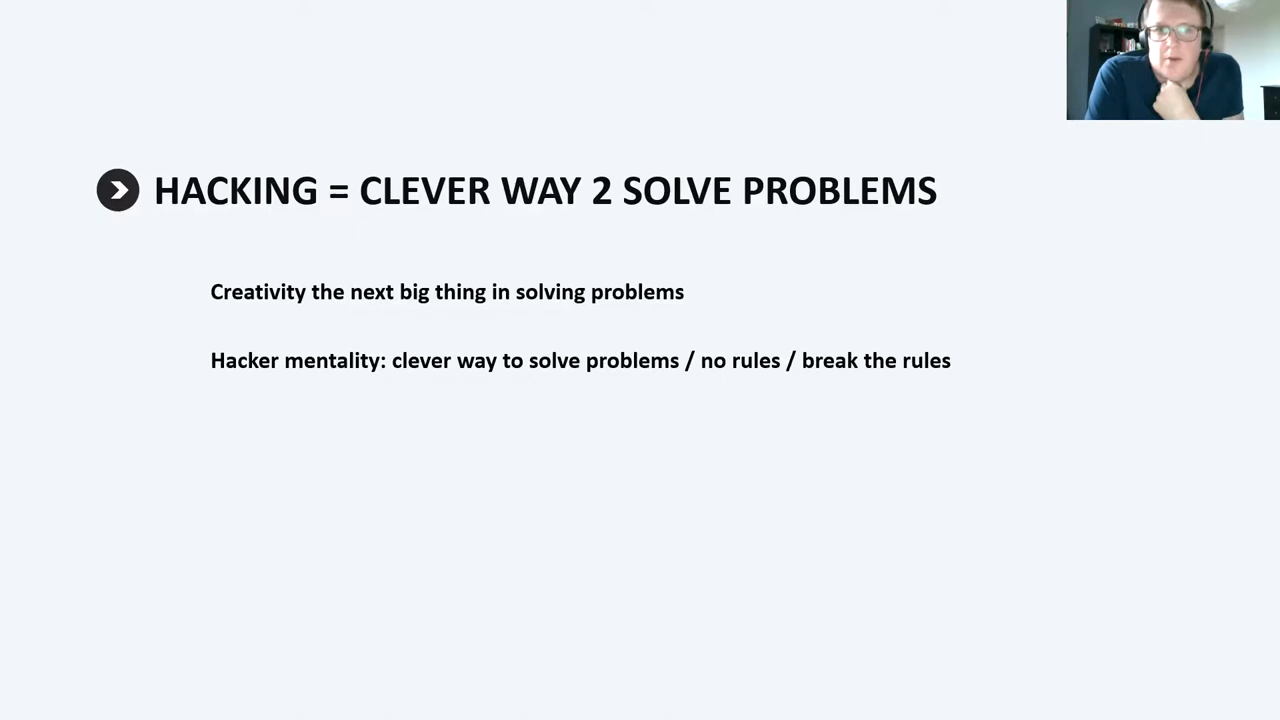 HACKING = CLEVER WAY 2 SOLVE PROBLEMS
Creativity the next big thing in solving problems
Hacker mentality: clever way to solve problems / no rules / break the rules